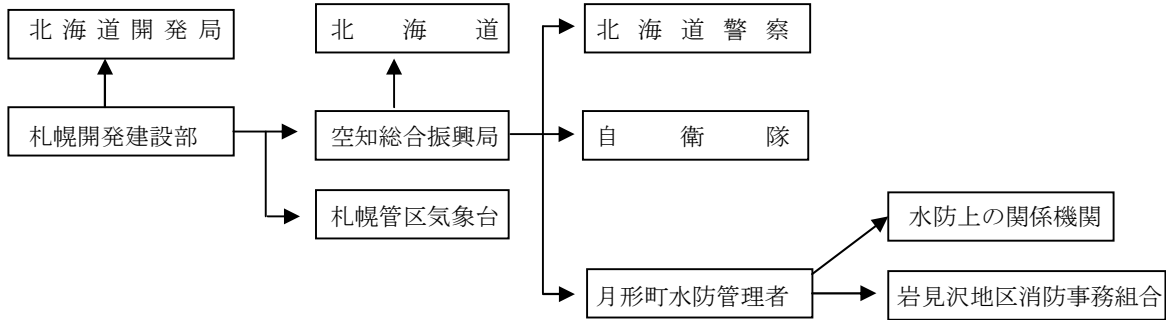 北海道開発局
北海道
北海道警察
札幌開発建設部
空知総合振興局
自衛隊
札幌管区気象台
水防上の関係機関
月形町水防管理者
岩見沢地区消防事務組合